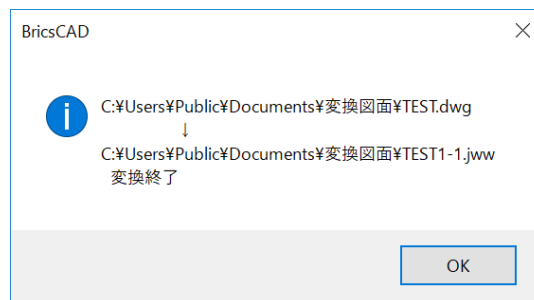 BricsCAD
C:¥Users¥Public¥Documents¥変換図面¥TEST.dwg
↓
C:¥Users¥Public¥Documents¥変換図面¥TEST1-1.jww
変換終了
OK